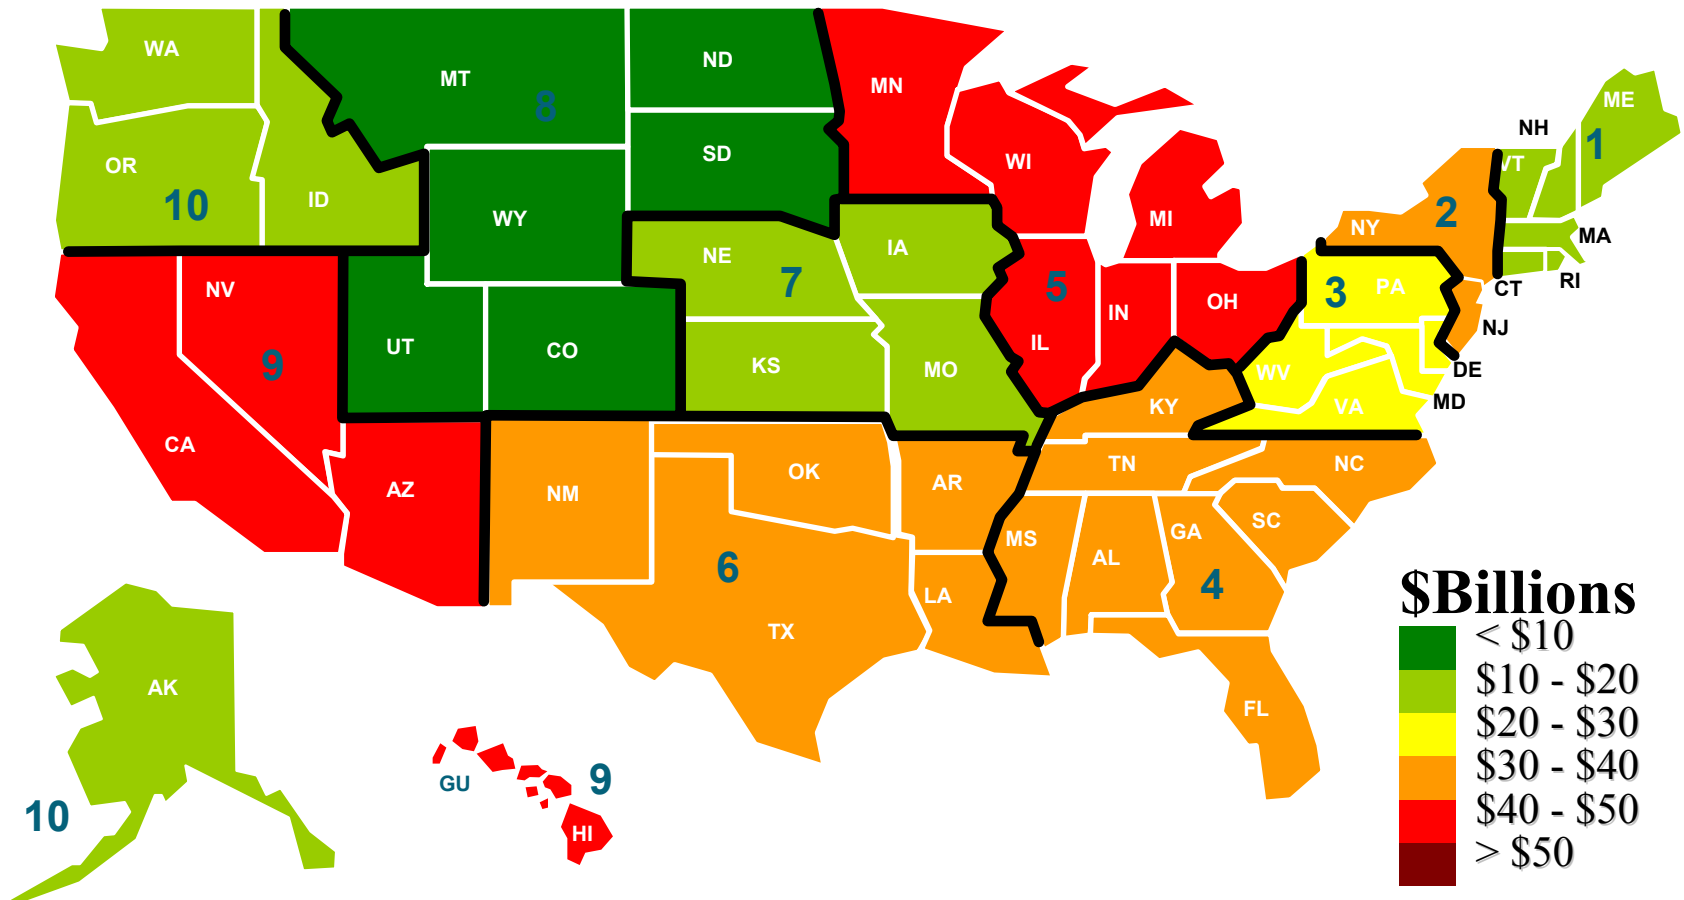 WA
MT
ND
MN
ME
8
NH
1
OR
SD
WI
VT
10
ID
WY
MI
2
NY
MA
IA
NE
7
NV
5
3
PA
RI
CT
OH
IN
NJ
UT
CO
IL
9
KS
MO
WV
DE
MD
KY
VA
CA
TN
NC
OK
AR
AZ
NM
SC
GA
MS
AL
6
4
LA
TX
AK
FL
GU
9
10
HI
$Billions
< $10
$10 - $20
$20 - $30
$30 - $40
$40 - $50
> $50